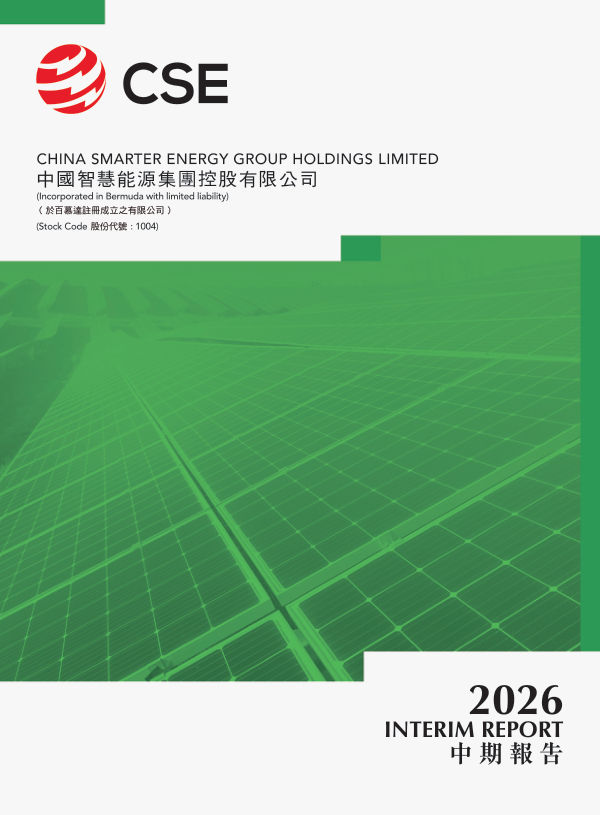 CSE
CHINA SMARTER ENERGY GROUP HOLDINGS LIMITED
中國智慧能源集團控股有限公司
(Incorporated in Bermuda with limited liability)
（於百慕達註冊成立之有限公司）
(Stock Code 股份代號 : 1004)
2026
INTERIM REPORT
中期報告